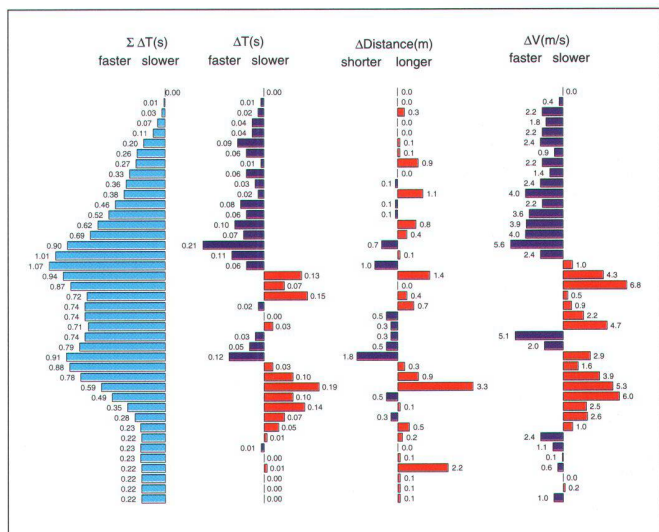 Σ ΔT(s) ΔT(s) ΔDistance(m) ΔV(m/s)
faster slower faster slower shorter longer faster slower
0.00 0.00 0.0 0.0
0.01 0.01 0.0 0.4
0.03 0.02 0.3 2.2
0.07 0.04 0.0 1.8
0.11 0.04 0.0 2.2
0.20 0.09 0.1 2.4
0.26 0.06 0.1 0.9
0.27 0.01 0.9 2.2
0.33 0.06 0.0 1.4
0.36 0.03 0.1 2.4
0.38 0.02 1.1 4.0
0.46 0.08 0.1 2.2
0.52 0.06 0.1 3.6
0.62 0.10 0.8 3.9
0.69 0.07 0.4 4.0
0.90 0.21 0.7 5.6
1.01 0.11 0.1 2.4
1.07 0.06 1.0 1.0
0.94 0.13 1.4 4.3
0.87 0.07 0.0 6.8
0.72 0.15 0.4 0.5
0.74 0.02 0.7 0.9
0.74 0.00 0.5 2.2
0.71 0.03 0.3 4.7
0.74 0.03 0.3 5.1
0.79 0.05 0.5 2.0
0.91 0.12 1.8 2.9
0.88 0.03 0.3 1.6
0.78 0.10 0.9 3.9
0.59 0.19 3.3 5.3
0.49 0.10 0.5 6.0
0.35 0.14 0.1 2.5
0.28 0.07 0.3 2.6
0.23 0.05 0.5 1.0
0.22 0.01 0.2 2.4
0.23 0.01 0.0 1.1
0.23 0.00 0.1 0.1
0.22 0.01 2.2 0.6
0.22 0.00 0.1
0.22 0.00 0.1 0.2
0.22 0.00 0.1 1.0